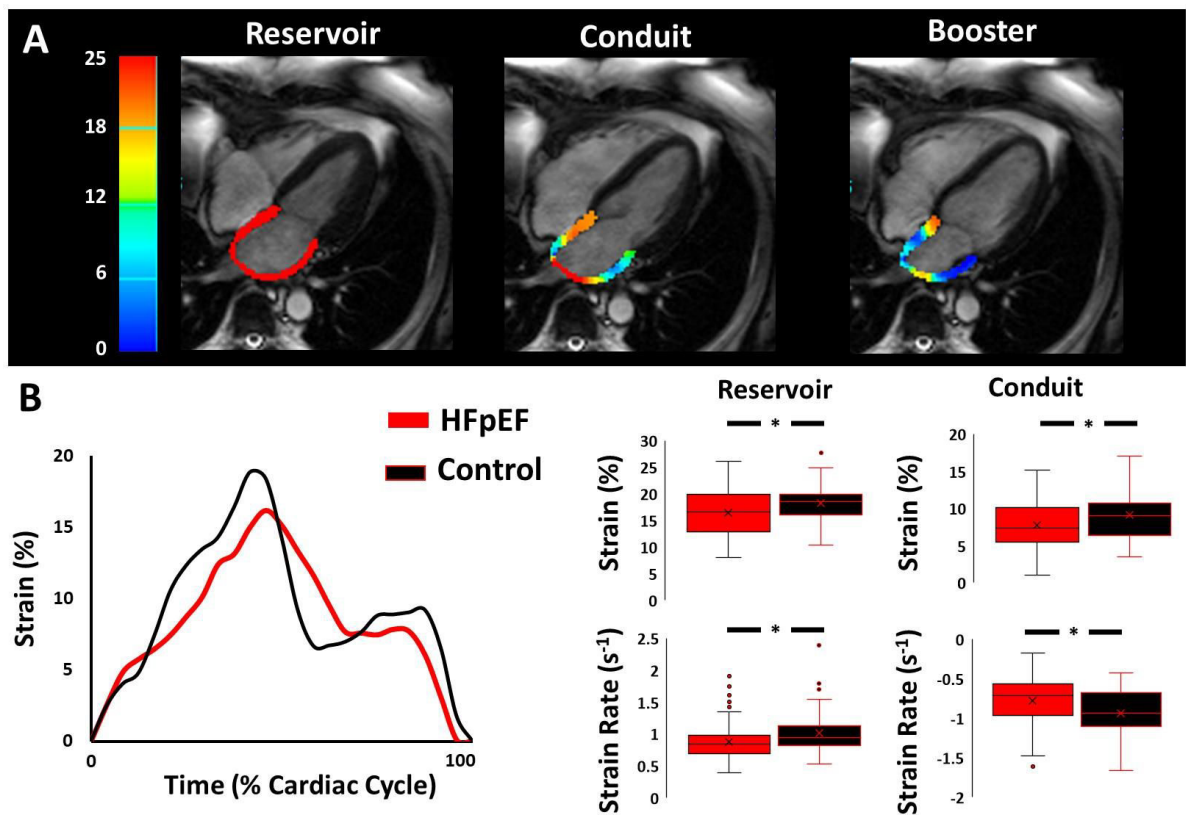 A
Reservoir
Conduit
Booster
25
18
12
6
0
B
HFpEF
Control
20
15
10
5
0
Strain (%)
0
100
Time (% Cardiac Cycle)
Reservoir
*
Strain (%)
30
25
20
15
10
5
0
Conduit
*
Strain (%)
20
15
10
5
0
*
Strain Rate (s⁻¹)
2.5
2
1.5
1
0.5
0
*
Strain Rate (s⁻¹)
0
-0.5
-1
-1.5
-2